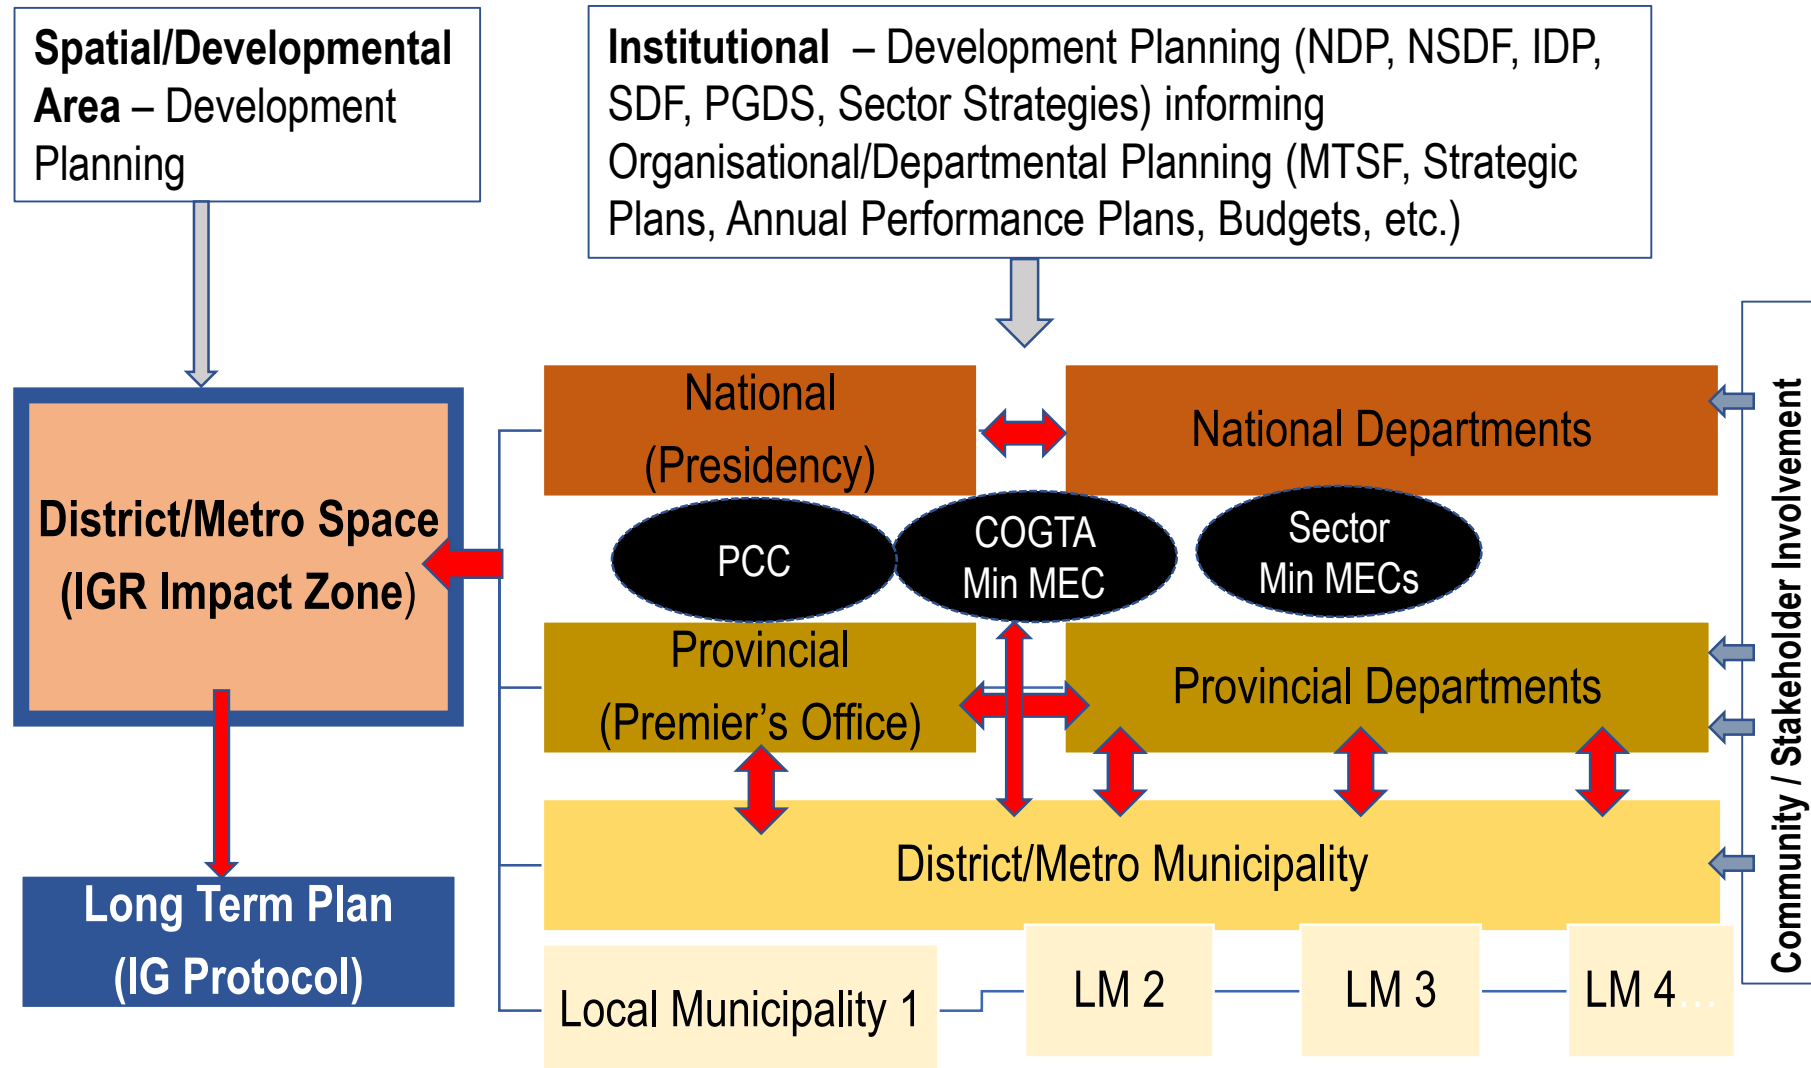 Spatial/Developmental
Area – Development
Planning
Institutional – Development Planning (NDP, NSDF, IDP,
SDF, PGDS, Sector Strategies) informing
Organisational/Departmental Planning (MTSF, Strategic
Plans, Annual Performance Plans, Budgets, etc.)
District/Metro Space
(IGR Impact Zone)
Long Term Plan
(IG Protocol)
National
(Presidency)
National Departments
PCC
COGTA
Min MEC
Sector
Min MECs
Provincial
(Premier’s Office)
Provincial Departments
District/Metro Municipality
Local Municipality 1
LM 2
LM 3
LM 4…
Community / Stakeholder Involvement